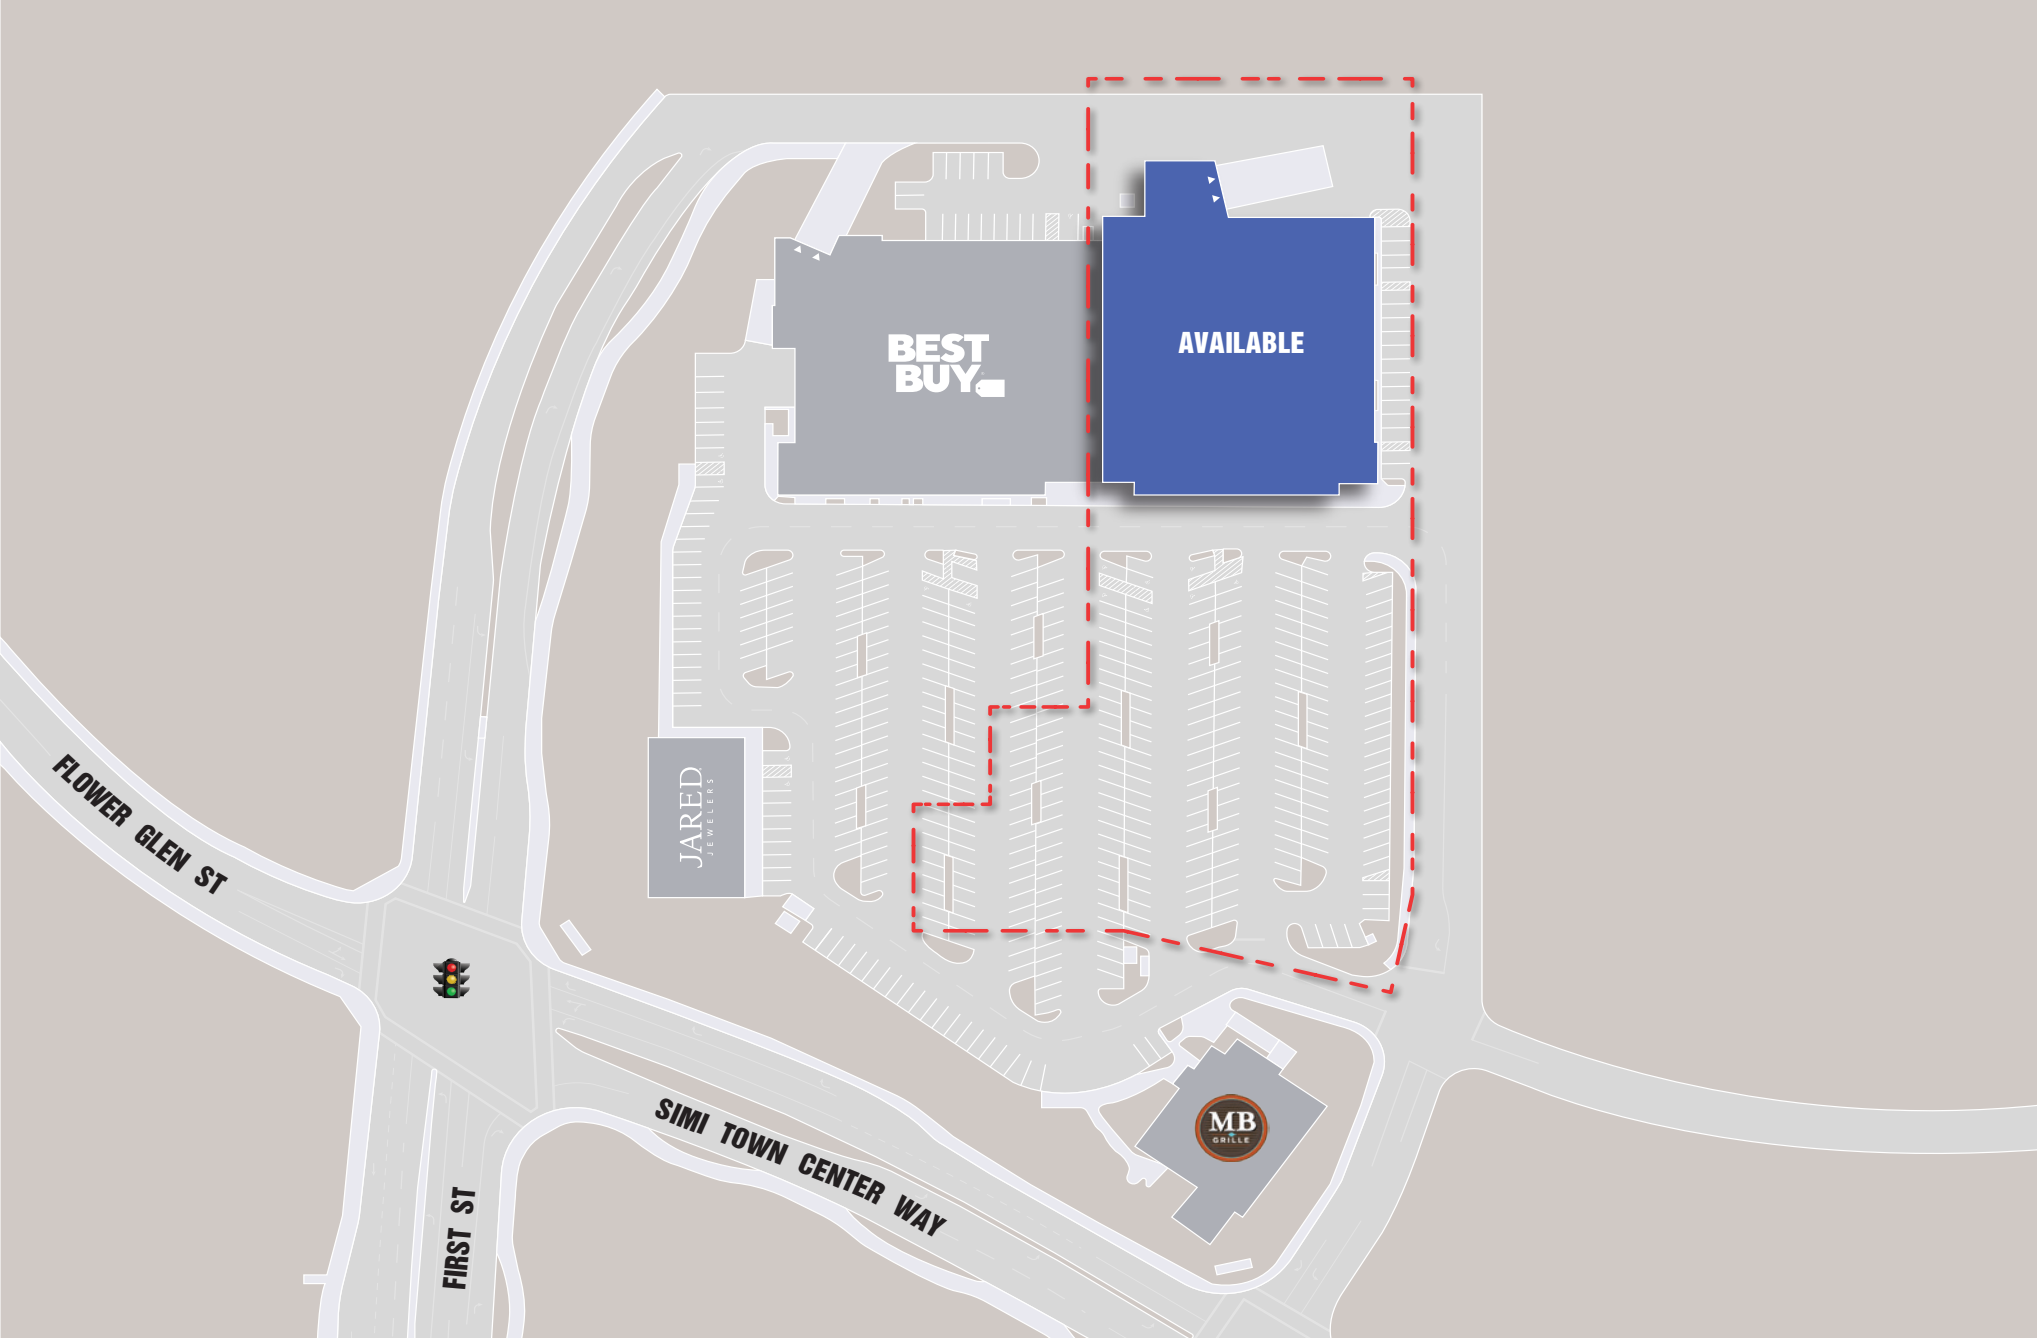 BEST
BUY
AVAILABLE
JARED
JEWELERS
FLOWER GLEN ST
SIMI TOWN CENTER WAY
FIRST ST
MB
GRILLE